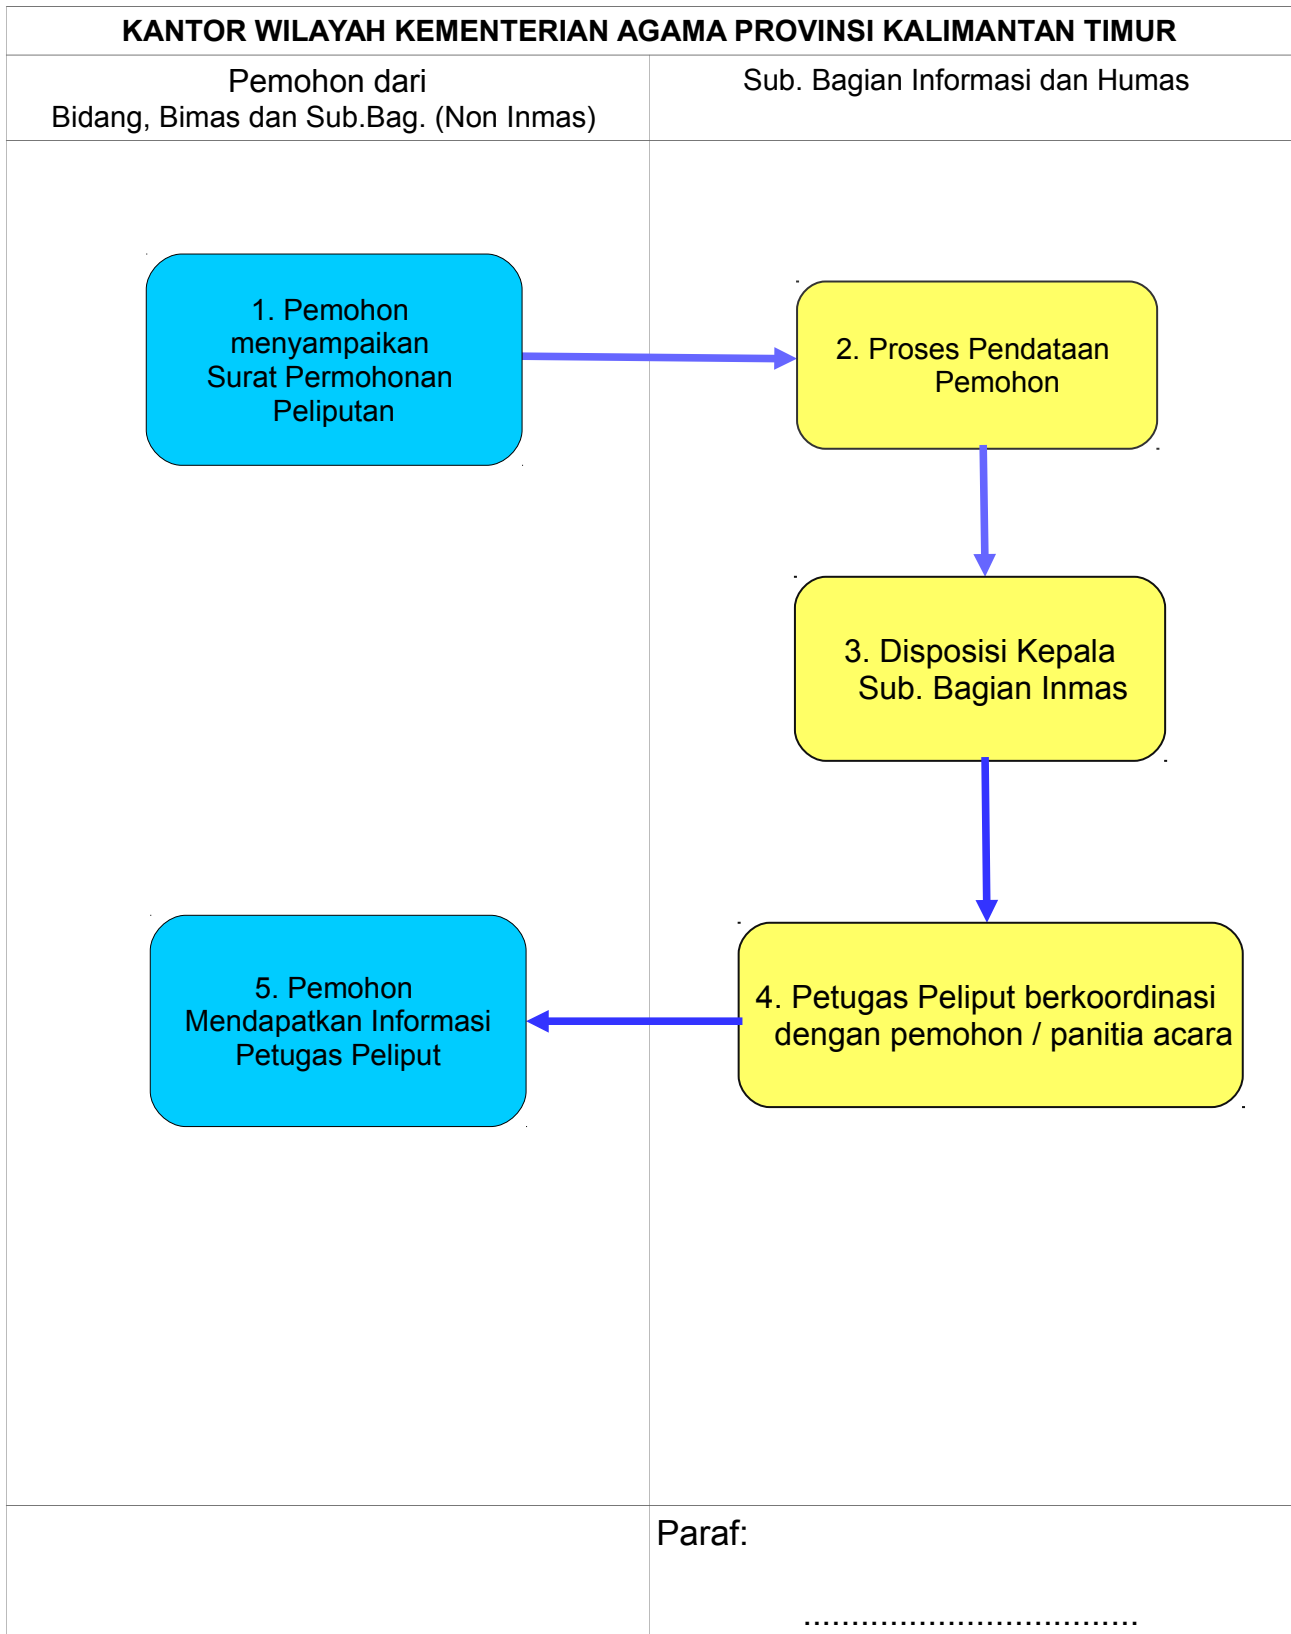 KANTOR WILAYAH KEMENTERIAN AGAMA PROVINSI KALIMANTAN TIMUR
Pemohon dari
Bidang, Bimas dan Sub.Bag. (Non Inmas)
Sub. Bagian Informasi dan Humas
1. Pemohon
menyampaikan
Surat Permohonan
Peliputan
2. Proses Pendataan
Pemohon
3. Disposisi Kepala
Sub. Bagian Inmas
4. Petugas Peliput berkoordinasi
dengan pemohon / panitia acara
5. Pemohon
Mendapatkan Informasi
Petugas Peliput
Paraf:
...................................